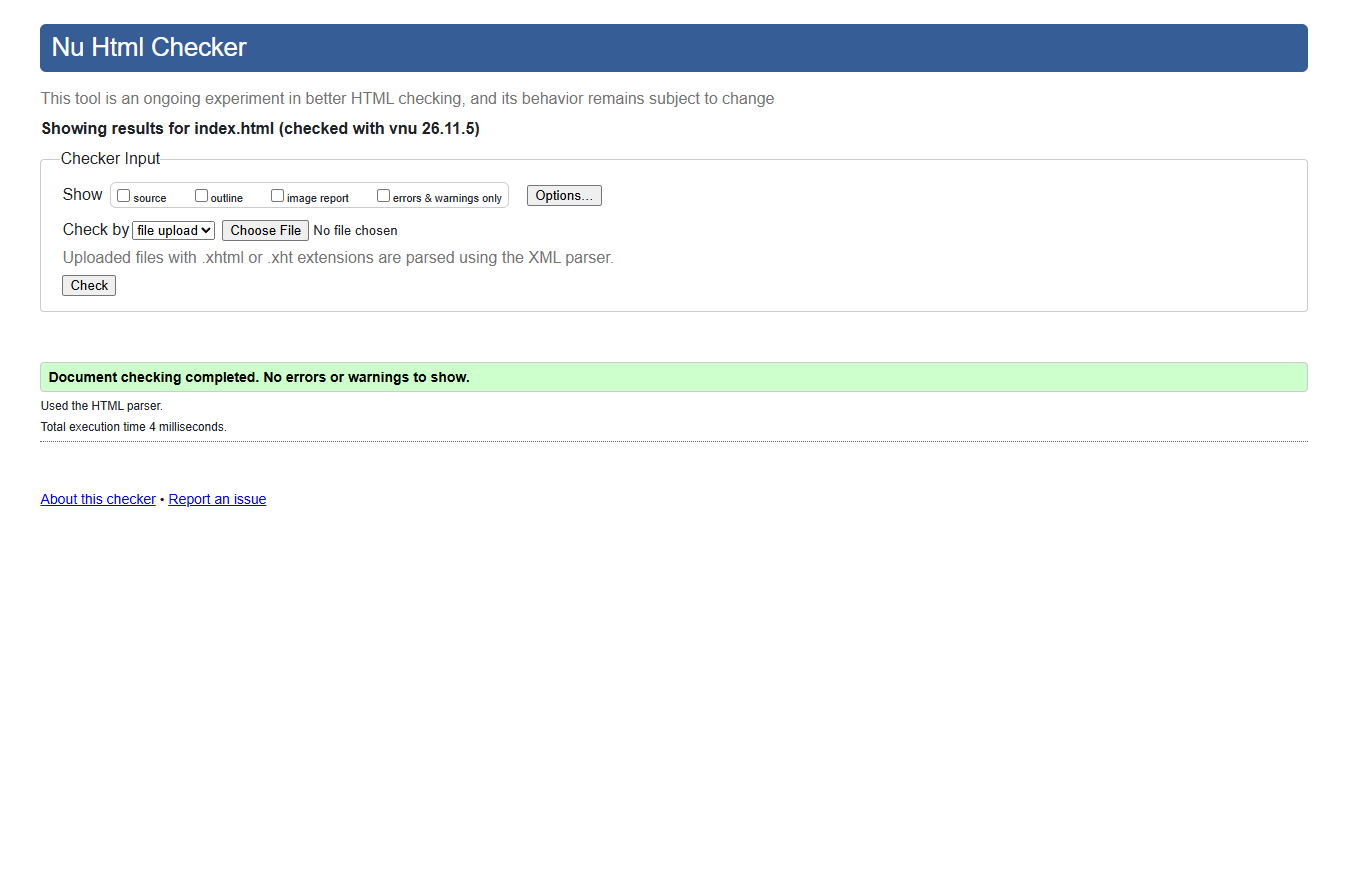 Nu Html Checker
This tool is an ongoing experiment in better HTML checking, and its behavior remains subject to change
Showing results for index.html (checked with vnu 26.11.5)
Checker Input
Show source outline image report errors & warnings only Options...
Check by file upload Choose File No file chosen
Uploaded files with .xhtml or .xht extensions are parsed using the XML parser.
Check
Document checking completed. No errors or warnings to show.
Used the HTML parser.
Total execution time 4 milliseconds.
About this checker • Report an issue